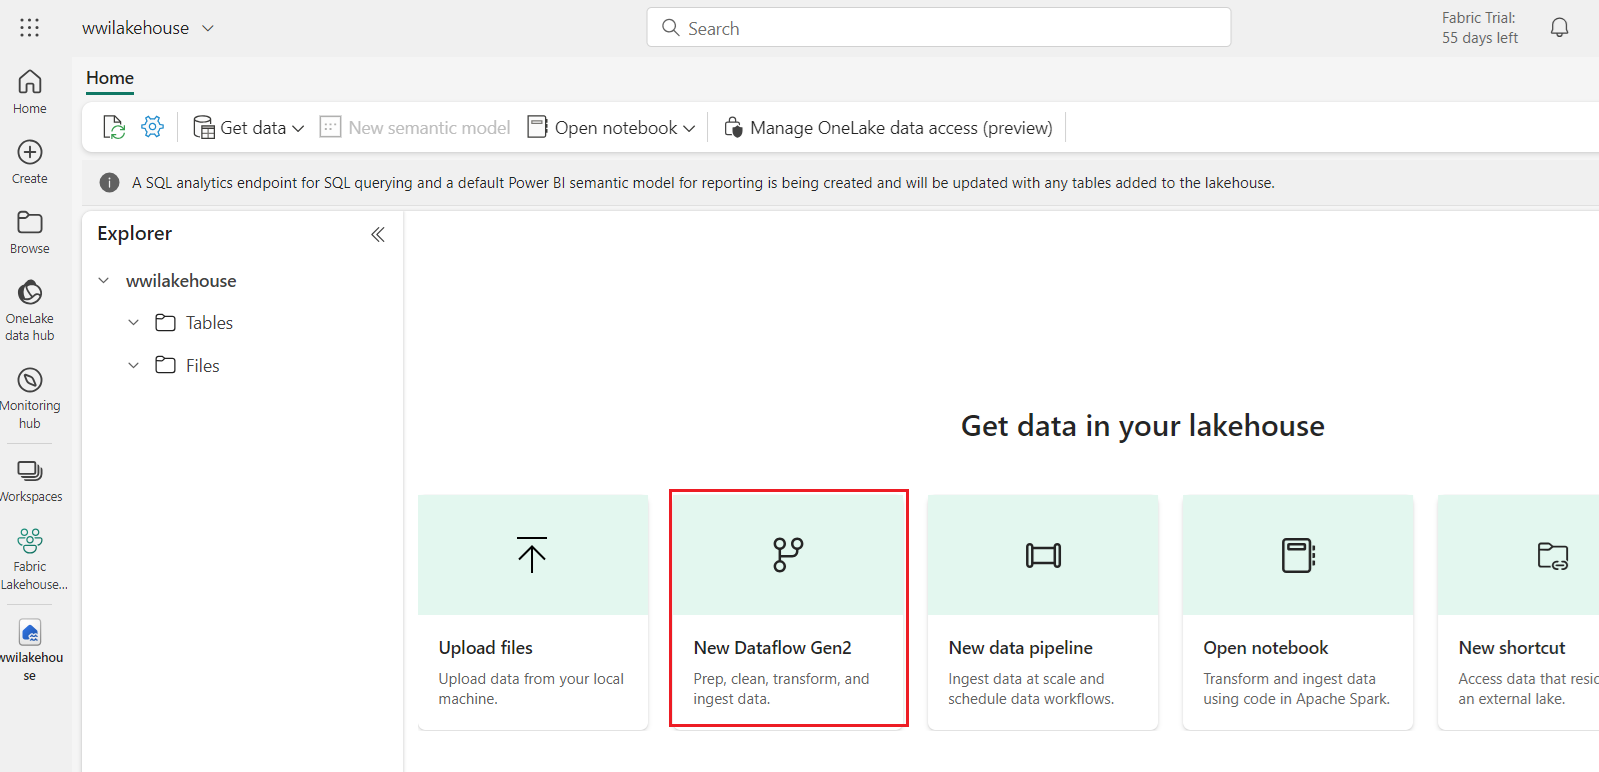 wwilakehouse
Search
Fabric Trial:
55 days left
Home
Home
Create
Browse
OneLake
data hub
Monitoring
hub
Workspaces
Fabric
Lakehouse...
wwilakehou
se
Get data
New semantic model
Open notebook
Manage OneLake data access (preview)
A SQL analytics endpoint for SQL querying and a default Power BI semantic model for reporting is being created and will be updated with any tables added to the lakehouse.
Explorer
wwilakehouse
Tables
Files
Get data in your lakehouse
Upload files
Upload data from your local
machine.
New Dataflow Gen2
Prep, clean, transform, and
ingest data.
New data pipeline
Ingest data at scale and
schedule data workflows.
Open notebook
Transform and ingest data
using code in Apache Spark.
New shortcut
Access data that resid
an external lake.